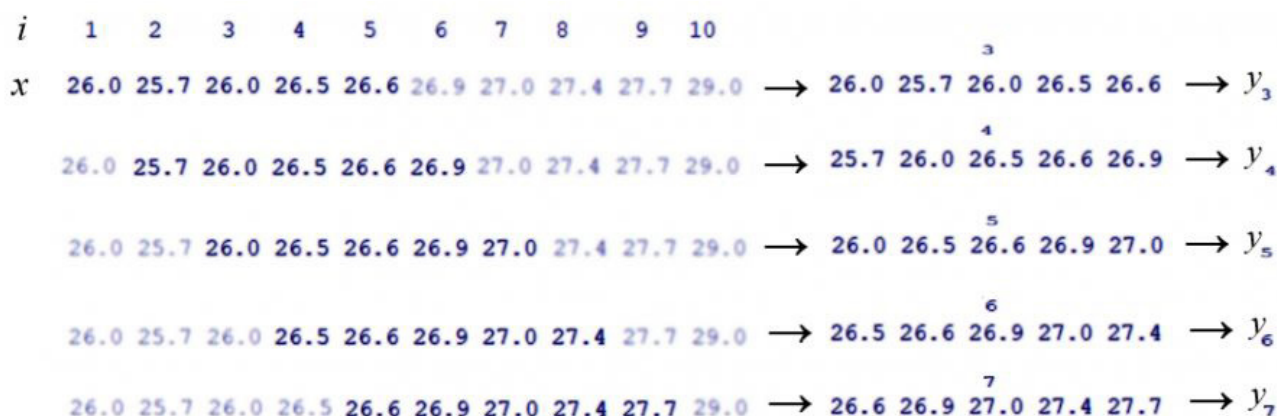 i 1 2 3 4 5 6 7 8 9 10
3
x 26.0 25.7 26.0 26.5 26.6 26.9 27.0 27.4 27.7 29.0 → 26.0 25.7 26.0 26.5 26.6 → y₃
4
26.0 25.7 26.0 26.5 26.6 26.9 27.0 27.4 27.7 29.0 → 25.7 26.0 26.5 26.6 26.9 → y₄
5
26.0 25.7 26.0 26.5 26.6 26.9 27.0 27.4 27.7 29.0 → 26.0 26.5 26.6 26.9 27.0 → y₅
6
26.0 25.7 26.0 26.5 26.6 26.9 27.0 27.4 27.7 29.0 → 26.5 26.6 26.9 27.0 27.4 → y₆
7
26.0 25.7 26.0 26.5 26.6 26.9 27.0 27.4 27.7 29.0 → 26.6 26.9 27.0 27.4 27.7 → y₇